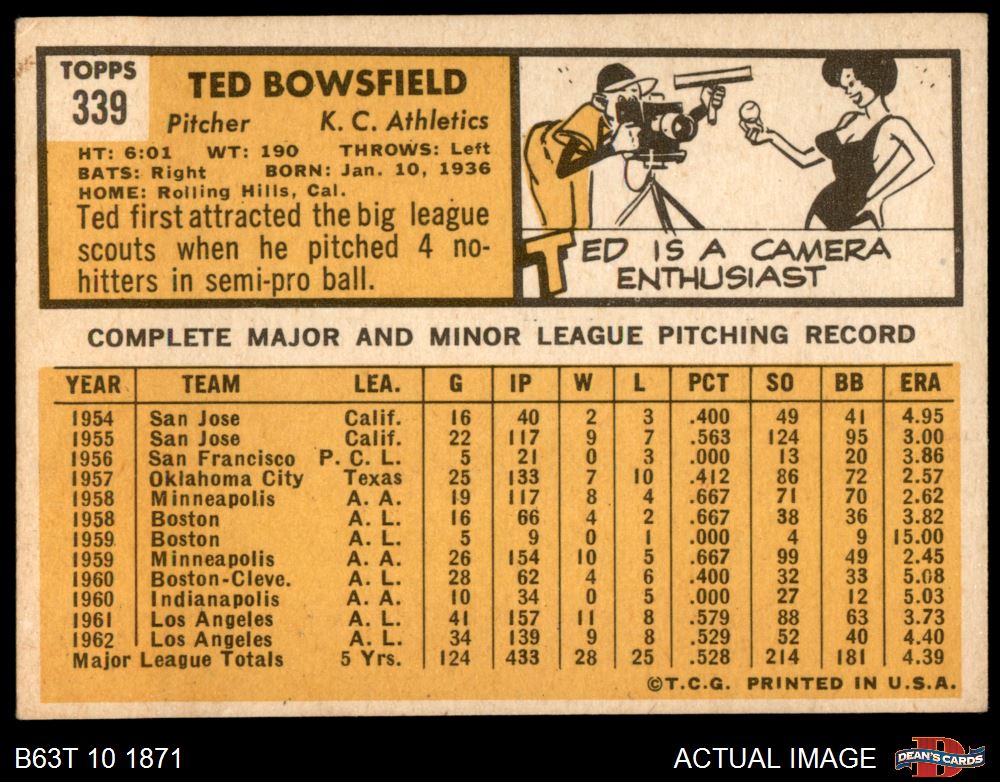 TOPPS
339
TED BOWSFIELD
Pitcher K. C. Athletics
HT: 6:01 WT: 190 THROWS: Left
BATS: Right BORN: Jan. 10, 1936
HOME: Rolling Hills, Cal.
Ted first attracted the big league
scouts when he pitched 4 no-
hitters in semi-pro ball.
TED IS A CAMERA
ENTHUSIAST
COMPLETE MAJOR AND MINOR LEAGUE PITCHING RECORD
YEAR TEAM LEA. G IP W L PCT SO BB ERA
1954 San Jose Calif. 16 40 2 3 .400 49 41 4.95
1955 San Jose Calif. 22 117 9 7 .563 124 95 3.00
1956 San Francisco P. C. L. 5 21 0 3 .000 13 20 3.86
1957 Oklahoma City Texas 25 133 7 10 .412 86 72 2.57
1958 Minneapolis A. A. 19 117 8 4 .667 71 70 2.62
1958 Boston A. L. 16 66 4 2 .667 38 36 3.82
1959 Boston A. L. 5 9 0 1 .000 4 9 15.00
1959 Minneapolis A. A. 26 154 10 5 .667 99 49 2.45
1960 Boston-Cleve. A. L. 28 62 4 6 .400 32 33 5.08
1960 Indianapolis A. A. 10 34 0 5 .000 27 12 5.03
1961 Los Angeles A. L. 41 157 11 8 .579 88 63 3.73
1962 Los Angeles A. L. 34 139 9 8 .529 52 40 4.40
Major League Totals 5 Yrs. 124 433 28 25 .528 214 181 4.39
©T.C.G. PRINTED IN U.S.A.
B63T 10 1871 ACTUAL IMAGE D DEAN'S CARDS